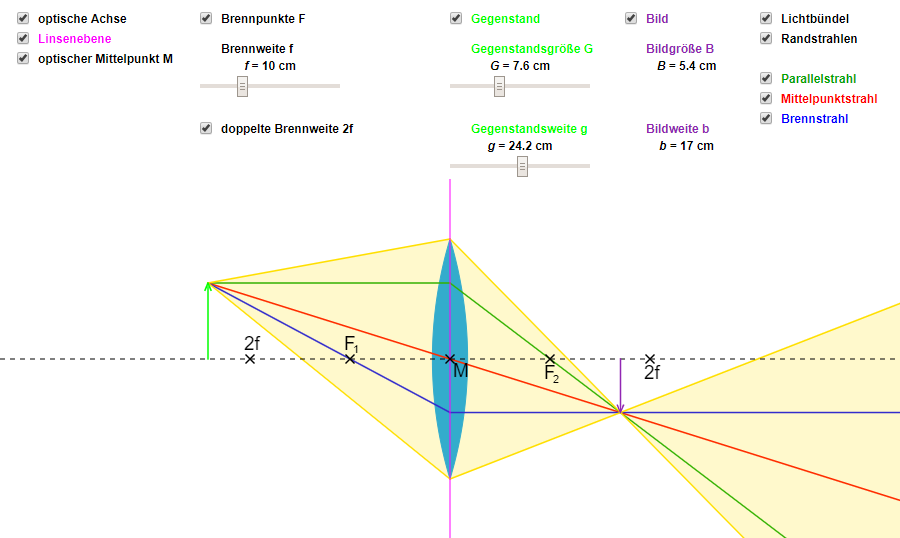 optische Achse
Linsenebene
optischer Mittelpunkt M
Brennpunkte F
Brennweite f
f = 10 cm
doppelte Brennweite 2f
Gegenstand
Gegenstandsgröße G
G = 7.6 cm
Gegenstandsweite g
g = 24.2 cm
Bild
Bildgröße B
B = 5.4 cm
Bildweite b
b = 17 cm
Lichtbündel
Randstrahlen
Parallelstrahl
Mittelpunktstrahl
Brennstrahl
2f
F1
M
F2
2f